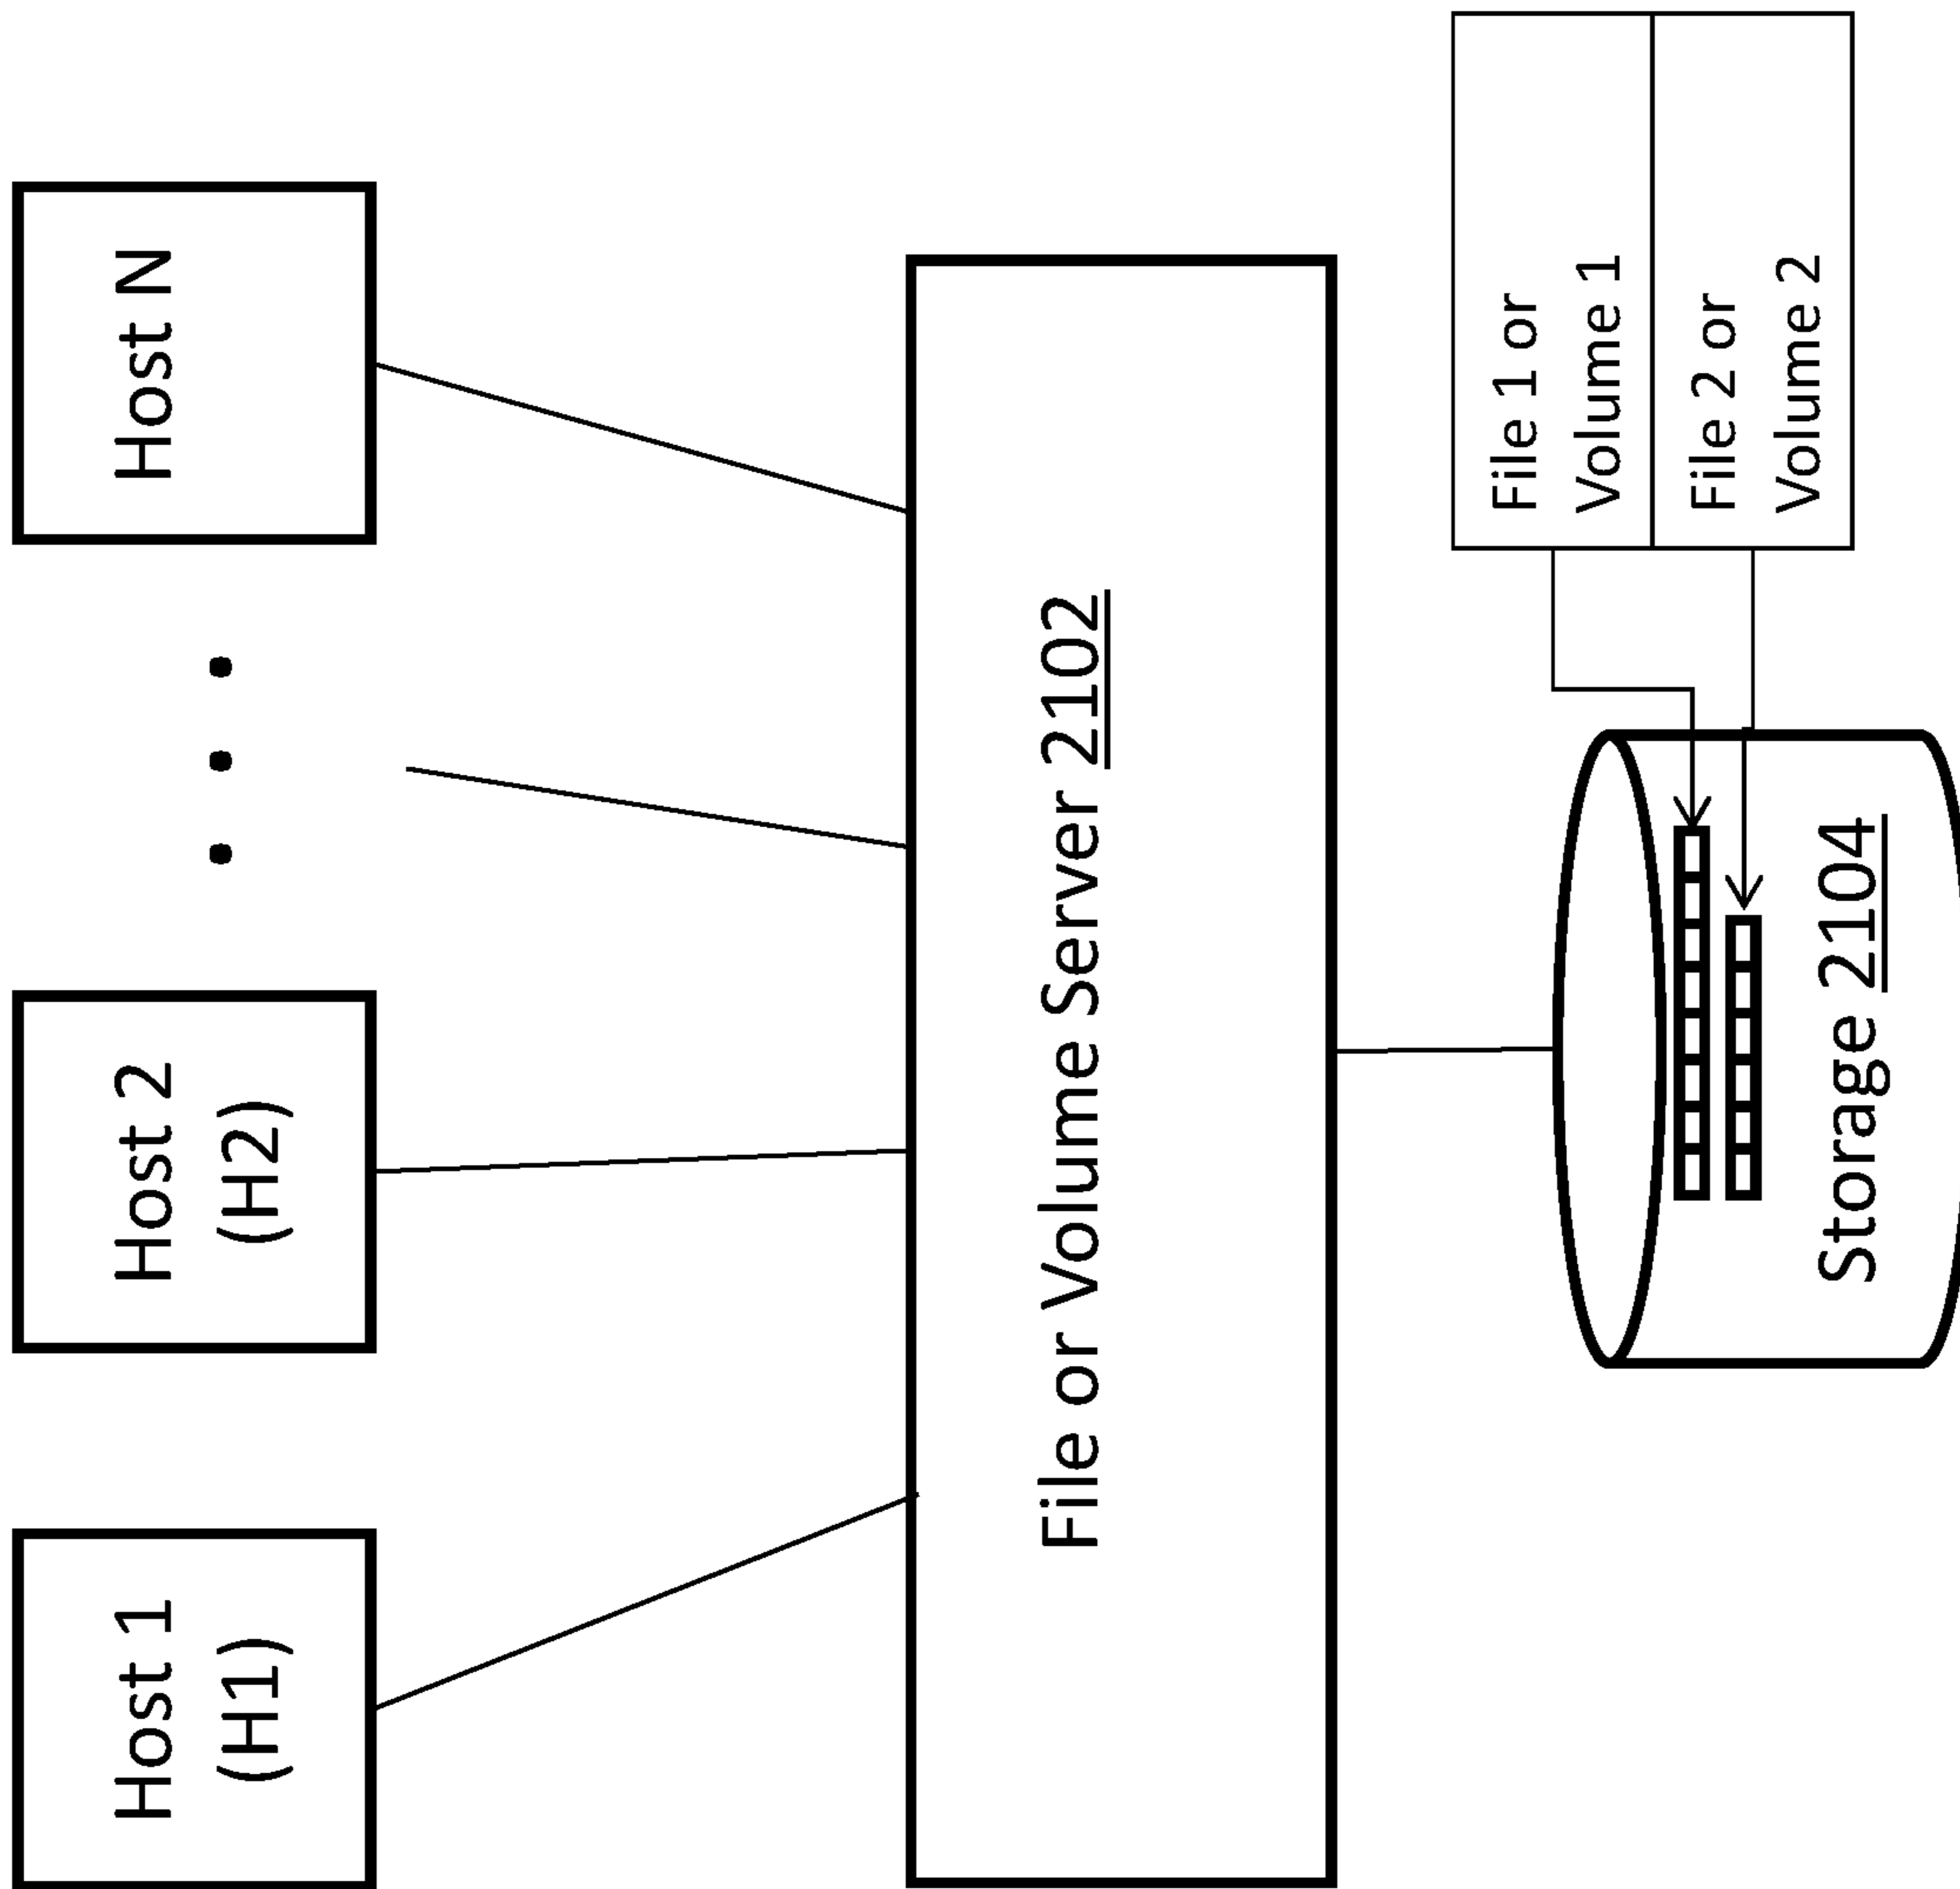 Host 1
(H1)
Host 2
(H2)
Host N
File or Volume Server 2102
Storage 2104
File 1 or
Volume 1
File 2 or
Volume 2